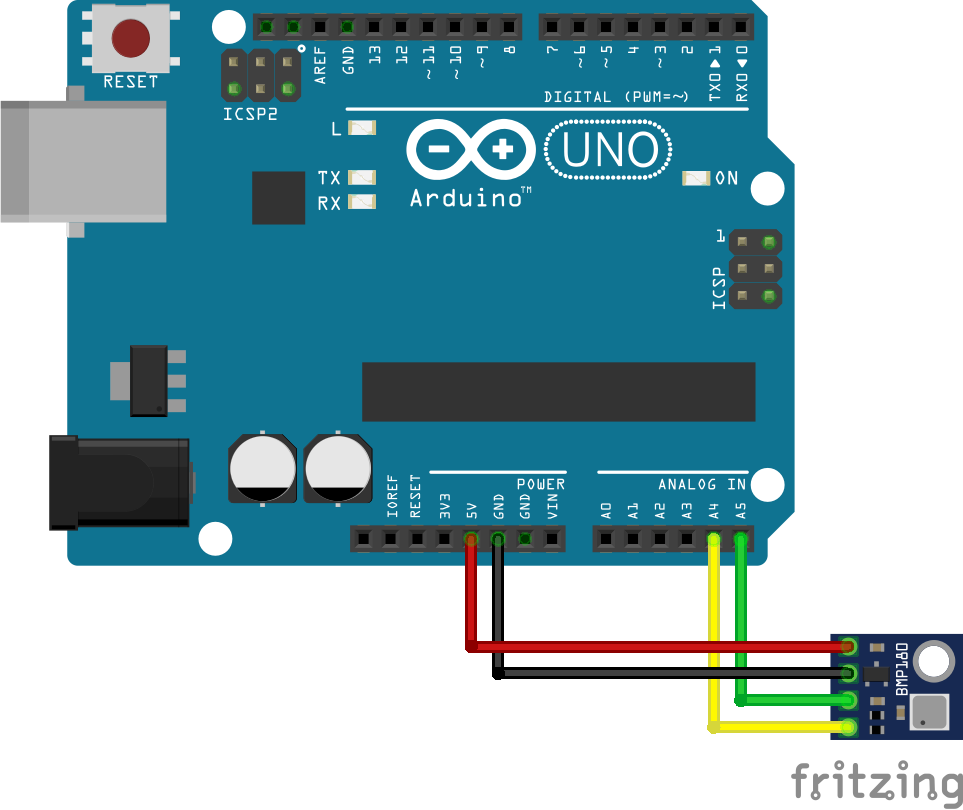 RESET
ICSP2
AREF
GND
13
12
~11
~10
~9
8
7
~6
~5
4
~3
2
TX0▶1
RX0◀0
DIGITAL (PWM=~)
L
TX
RX
UNO
Arduino™
ON
1
ICSP
POWER
ANALOG IN
IOREF
RESET
3V3
5V
GND
GND
VIN
A0
A1
A2
A3
A4
A5
BMP180
fritzing